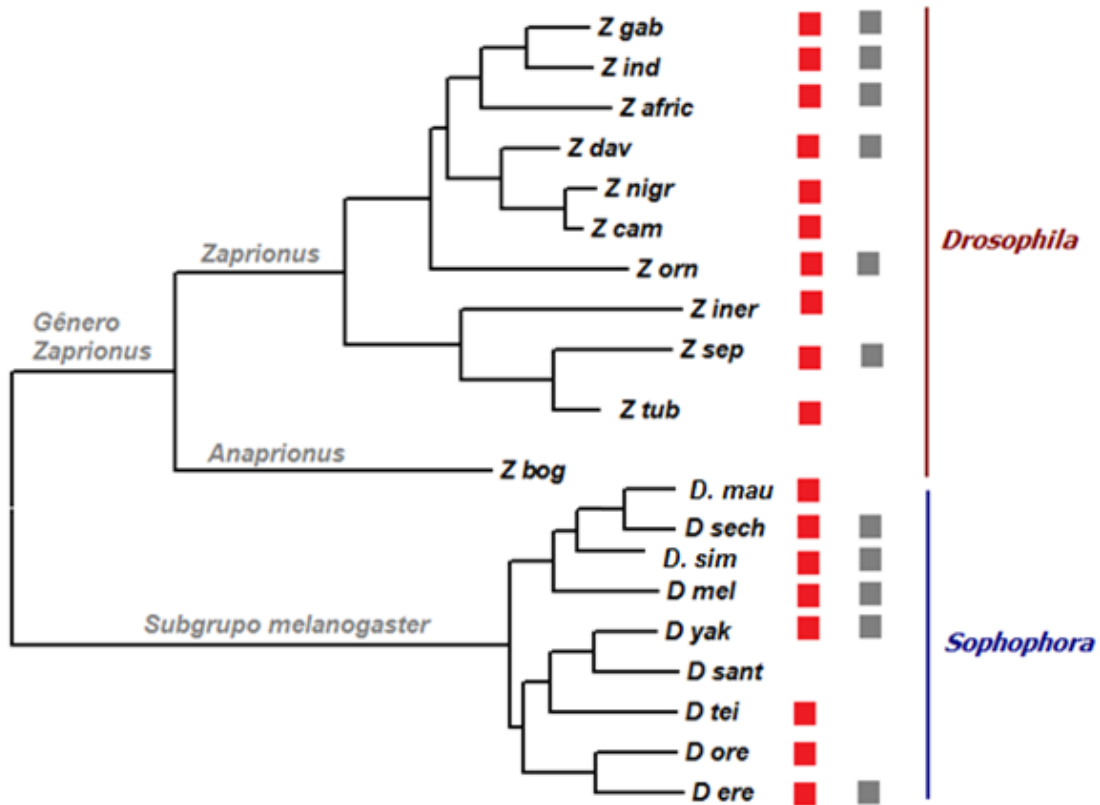 Z gab
Z ind
Z afric
Z dav
Z nigr
Z cam
Drosophila
Zaprionus
Z orn
Z iner
Gênero
Zaprionus
Z sep
Z tub
Anaprionus
Z bog
D. mau
D sech
D. sim
D mel
Subgrupo melanogaster
D yak
Sophophora
D sant
D tei
D ore
D ere